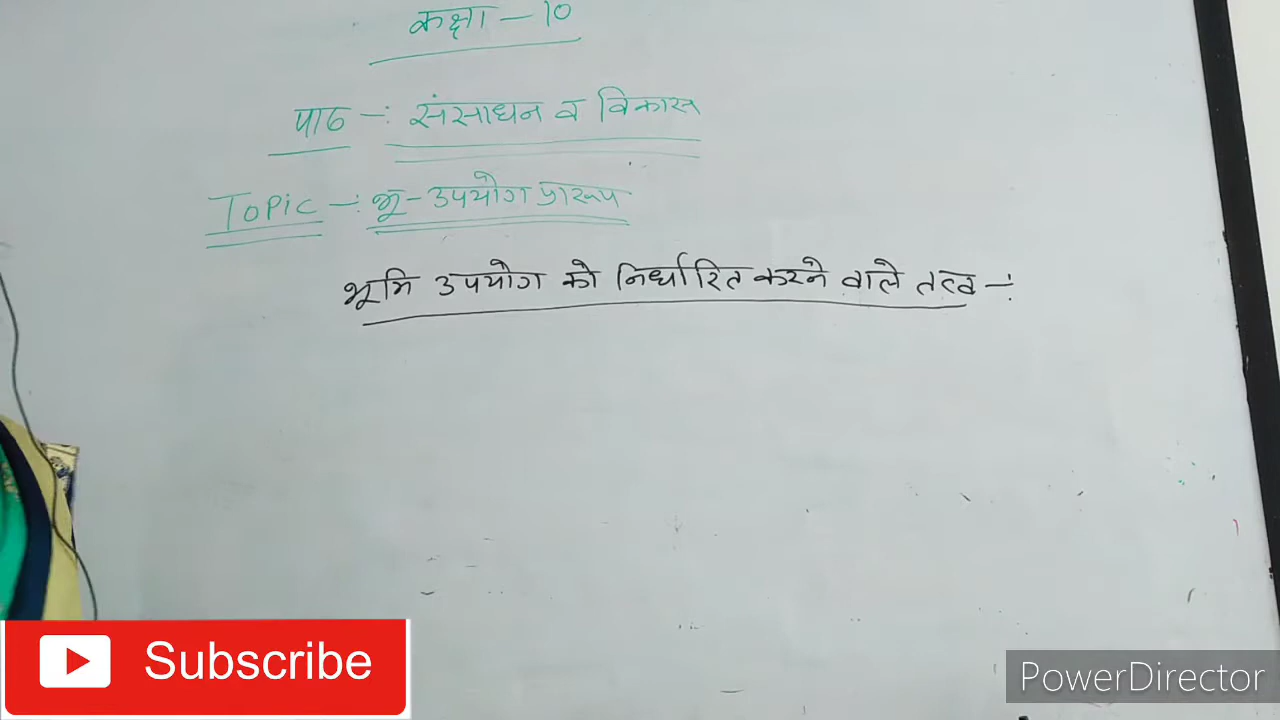 कक्षा - 10
पाठ -: संसाधन व विकास
Topic -: भू-उपयोग प्रारूप
भूमि उपयोग को निर्धारित करने वाले तत्व -:
Subscribe
PowerDirector